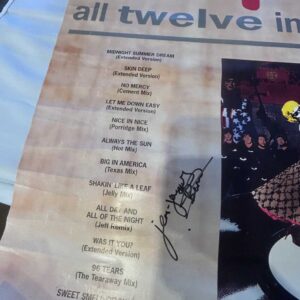 all twelve in
MIDNIGHT SUMMER DREAM
(Extended Version)
SKIN DEEP
(Extended Version)
NO MERCY
(Cement Mix)
LET ME DOWN EASY
(Extended Version)
NICE IN NICE
(Porridge Mix)
ALWAYS THE SUN
(Hot Mix)
BIG IN AMERICA
(Texas Mix)
SHAKIN' LIKE A LEAF
(Jelly Mix)
ALL DAY AND
ALL OF THE NIGHT
(Jeff Remix)
WAS IT YOU?
(Extended Version)
96 TEARS
(The Tearaway Mix)